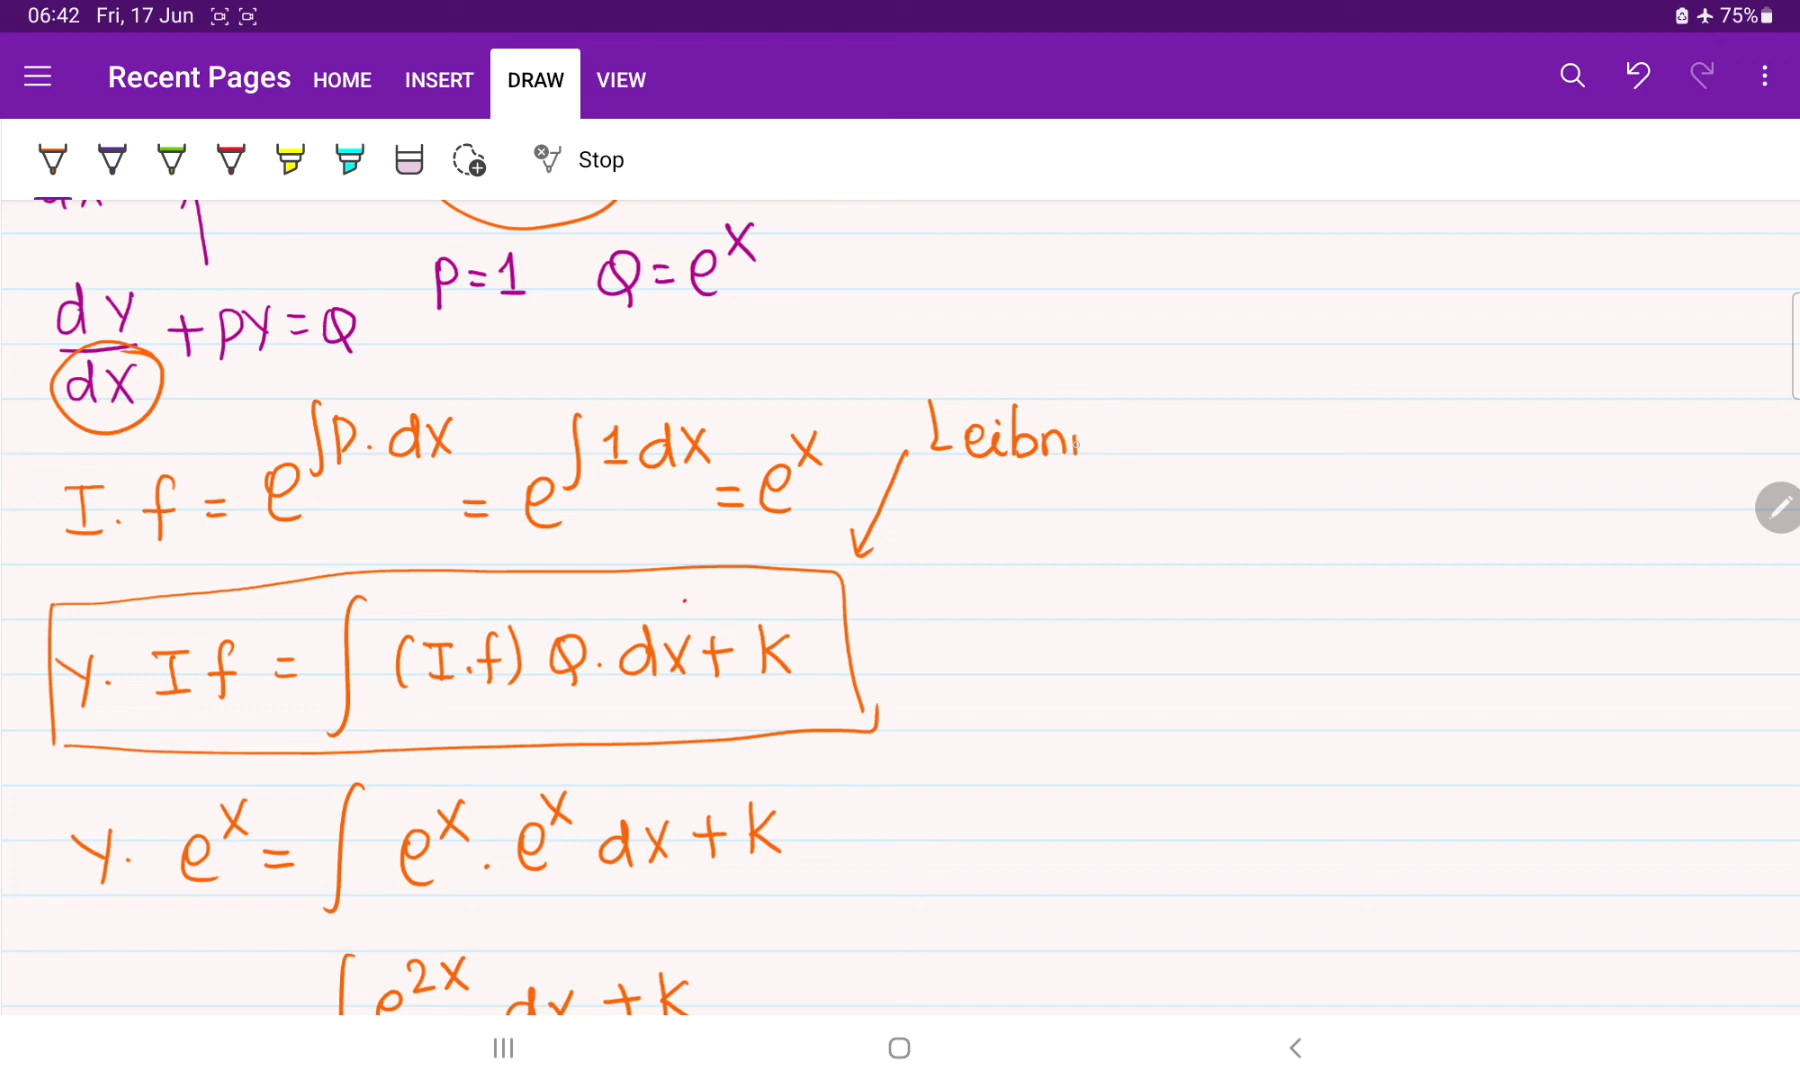 06:42 Fri, 17 Jun 75%
Recent Pages HOME INSERT DRAW VIEW
Stop
P=1 Q=e^x
dy/dx + Py = Q
I.f = e^∫P.dx = e^∫1dx = e^x
Leibni
y. If = ∫ (I.f) Q.dx + k
y. e^x = ∫ e^x . e^x dx + k
∫ e^2x dx + k